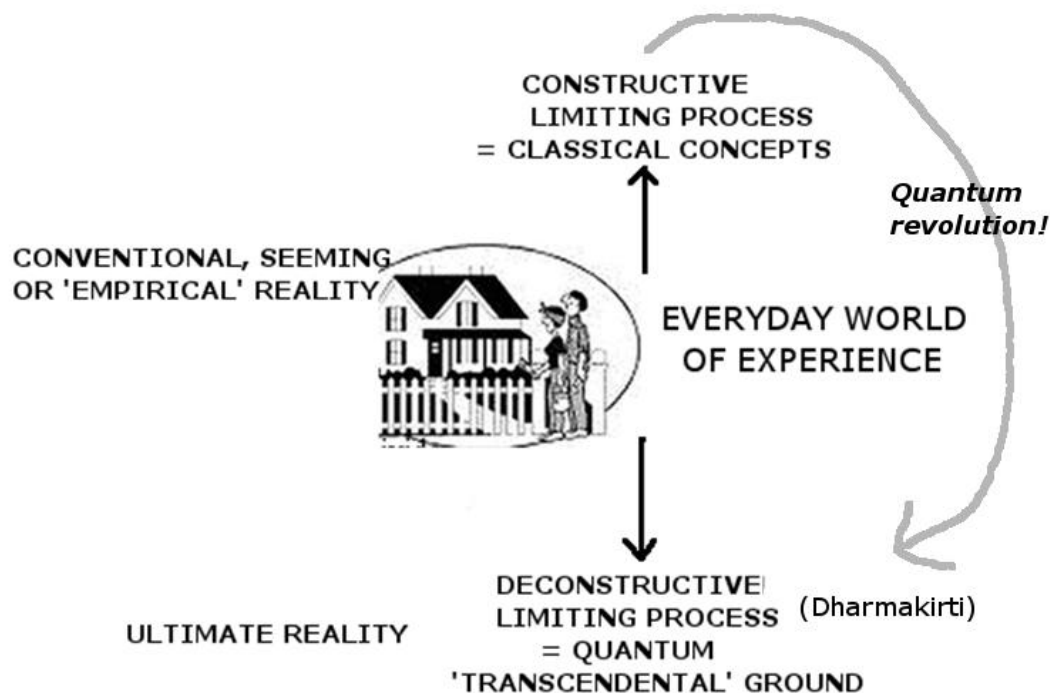 CONSTRUCTIVE
LIMITING PROCESS
= CLASSICAL CONCEPTS
Quantum
revolution!
CONVENTIONAL, SEEMING
OR 'EMPIRICAL' REALITY
EVERYDAY WORLD
OF EXPERIENCE
DECONSTRUCTIVE
LIMITING PROCESS
= QUANTUM
'TRANSCENDENTAL' GROUND
(Dharmakirti)
ULTIMATE REALITY